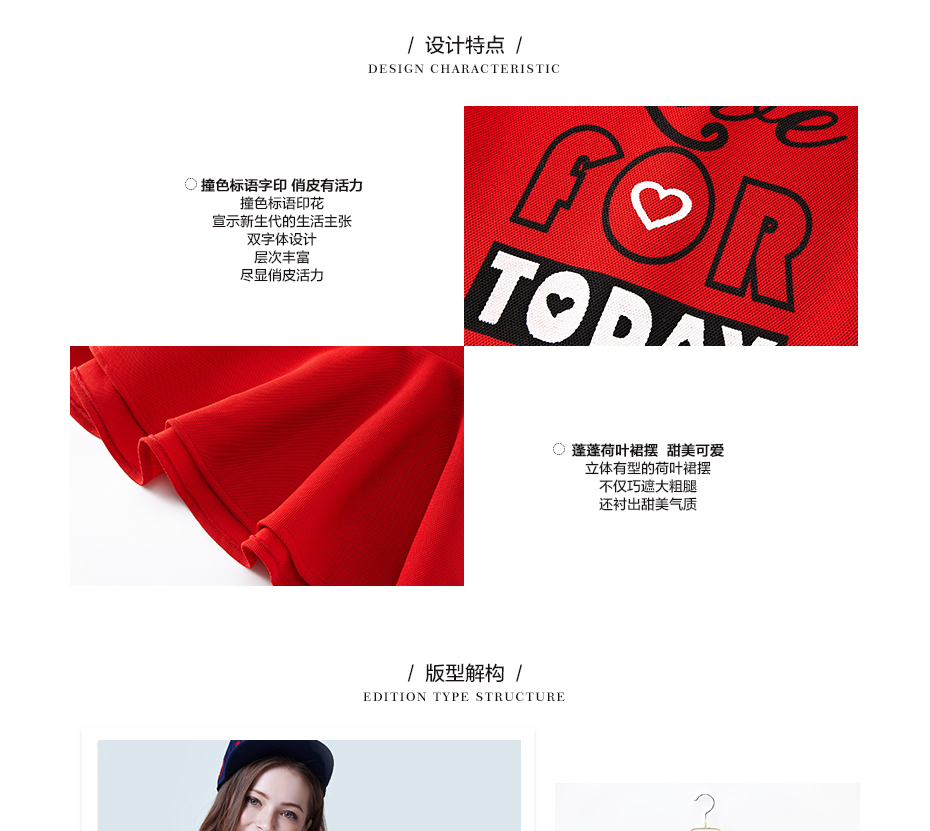 / 设计特点 /
DESIGN CHARACTERISTIC
撞色标语字印 俏皮有活力
撞色标语印花
宣示新生代的生活主张
双字体设计
层次丰富
尽显俏皮活力
FOR
TODAY
蓬蓬荷叶裙摆 甜美可爱
立体有型的荷叶裙摆
不仅巧遮大粗腿
还衬出甜美气质
/ 版型解构 /
EDITION TYPE STRUCTURE